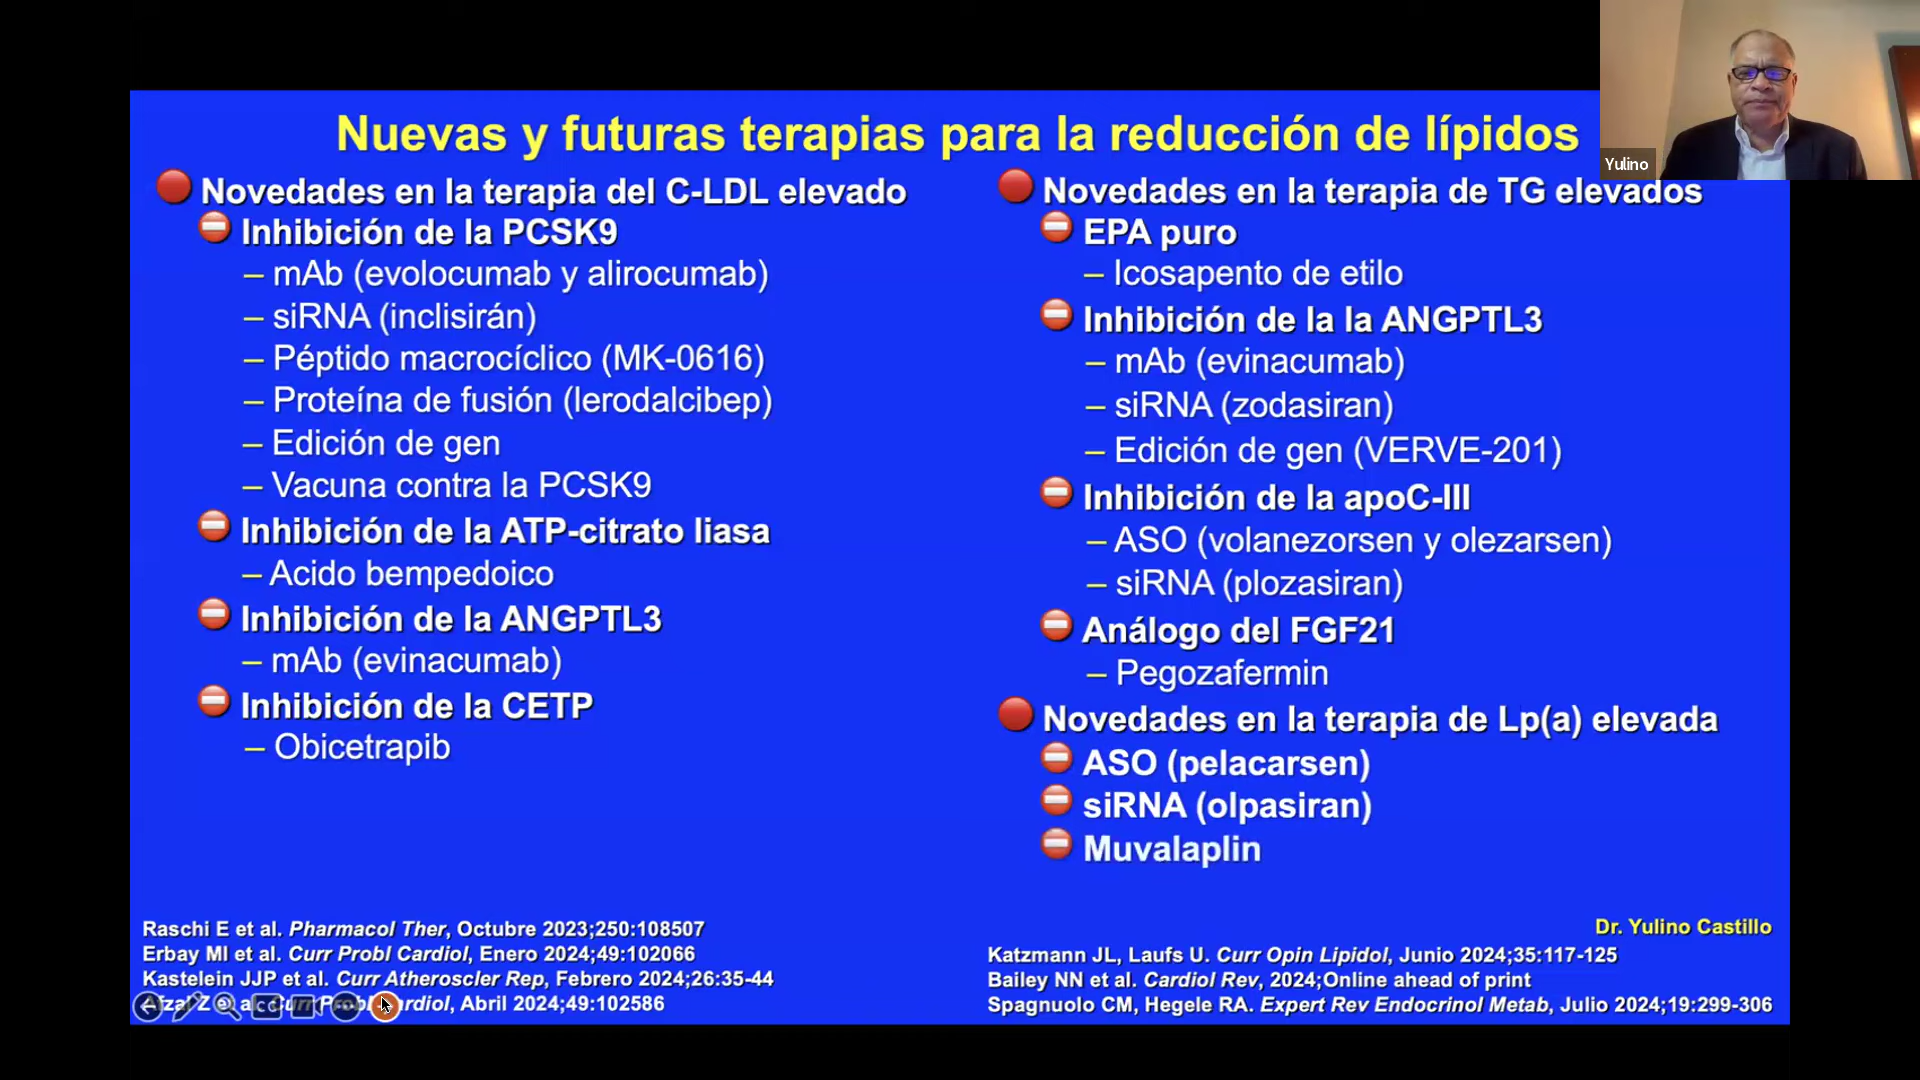 Nuevas y futuras terapias para la reducción de lípidos
Yulino
Novedades en la terapia del C-LDL elevado
Inhibición de la PCSK9
– mAb (evolocumab y alirocumab)
– siRNA (inclisirán)
– Péptido macrocíclico (MK-0616)
– Proteína de fusión (lerodalcibep)
– Edición de gen
– Vacuna contra la PCSK9
Inhibición de la ATP-citrato liasa
– Acido bempedoico
Inhibición de la ANGPTL3
– mAb (evinacumab)
Inhibición de la CETP
– Obicetrapib
Novedades en la terapia de TG elevados
EPA puro
– Icosapento de etilo
Inhibición de la la ANGPTL3
– mAb (evinacumab)
– siRNA (zodasiran)
– Edición de gen (VERVE-201)
Inhibición de la apoC-III
– ASO (volanezorsen y olezarsen)
– siRNA (plozasiran)
Análogo del FGF21
– Pegozafermin
Novedades en la terapia de Lp(a) elevada
ASO (pelacarsen)
siRNA (olpasiran)
Muvalaplin
Raschi E et al. Pharmacol Ther, Octubre 2023;250:108507
Erbay MI et al. Curr Probl Cardiol, Enero 2024;49:102066
Kastelein JJP et al. Curr Atheroscler Rep, Febrero 2024;26:35-44
Curr Probl Cardiol, Abril 2024;49:102586
Dr. Yulino Castillo
Katzmann JL, Laufs U. Curr Opin Lipidol, Junio 2024;35:117-125
Bailey NN et al. Cardiol Rev, 2024;Online ahead of print
Spagnuolo CM, Hegele RA. Expert Rev Endocrinol Metab, Julio 2024;19:299-306